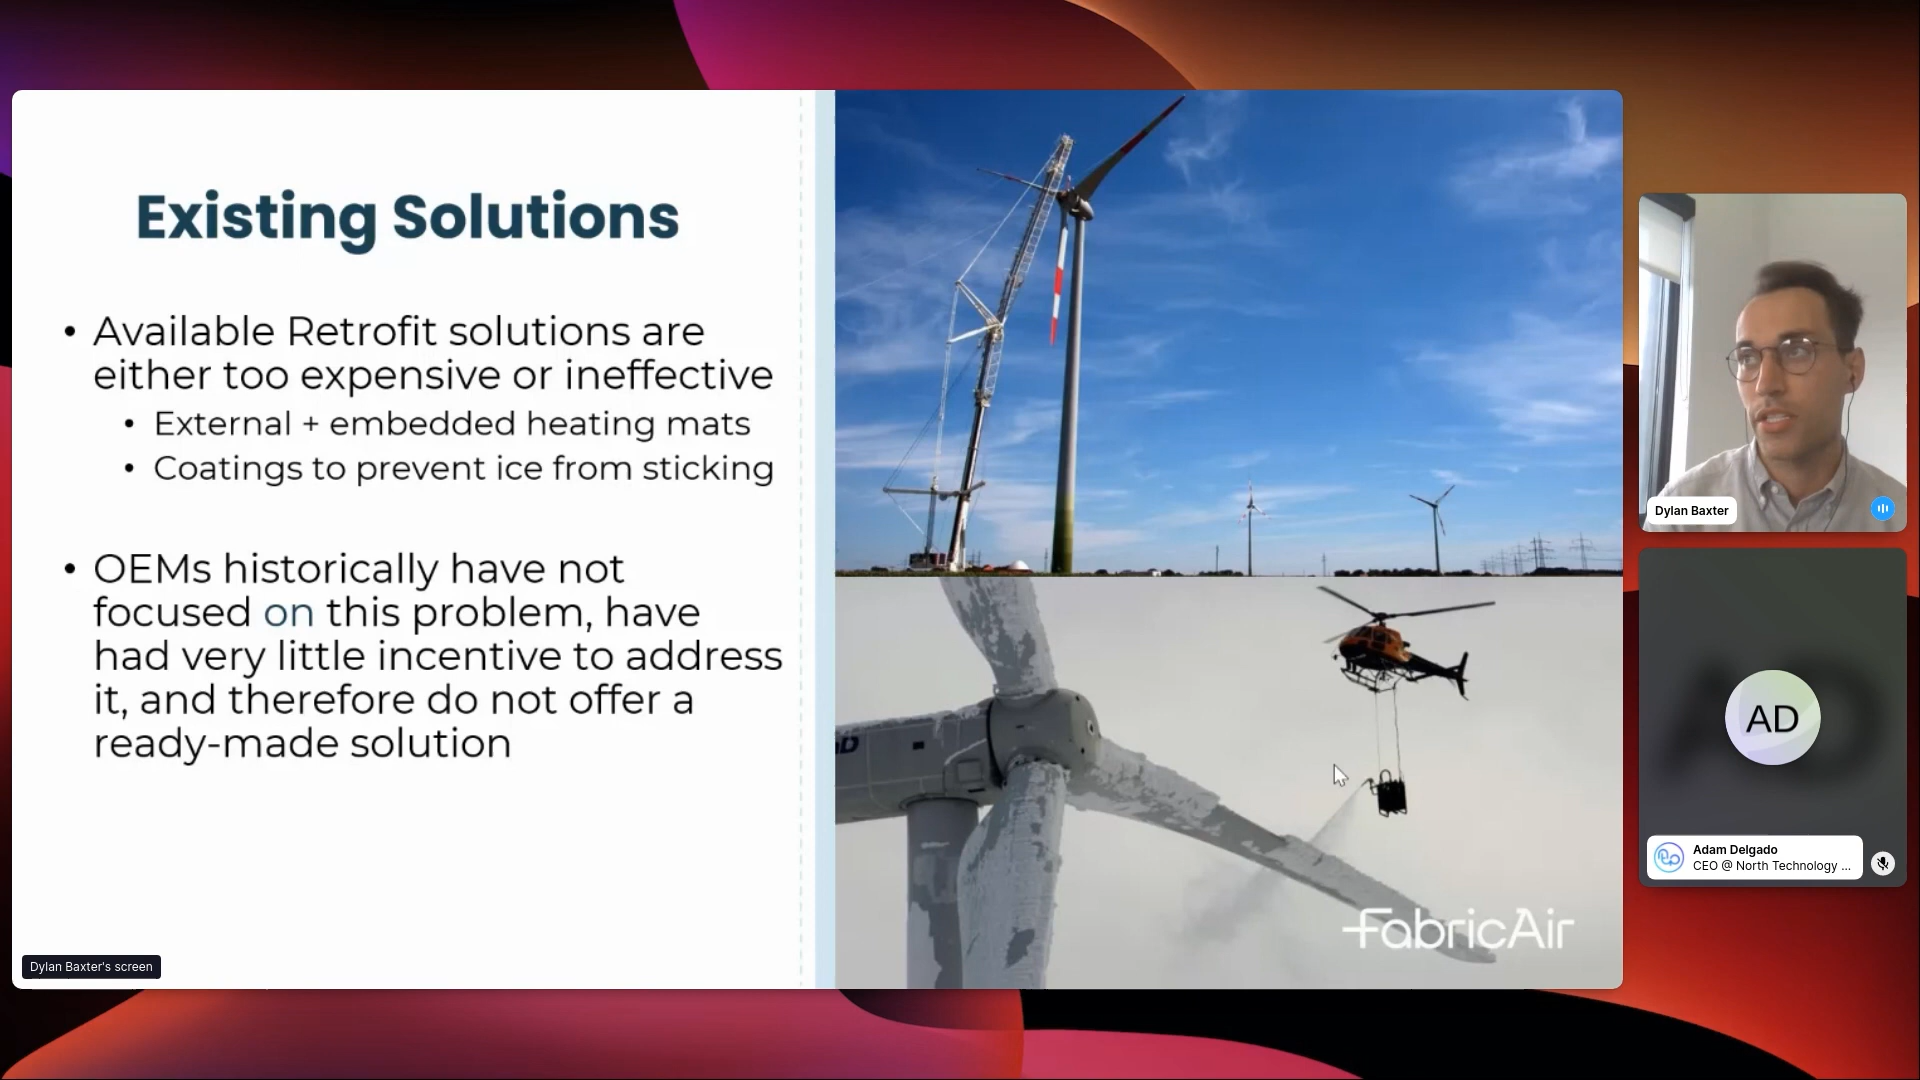 Existing Solutions
• Available Retrofit solutions are
either too expensive or ineffective
• External + embedded heating mats
• Coatings to prevent ice from sticking
• OEMs historically have not
focused on this problem, have
had very little incentive to address
it, and therefore do not offer a
ready-made solution
FabricAir
Dylan Baxter's screen
Dylan Baxter
AD
Adam Delgado
CEO @ North Technology ...